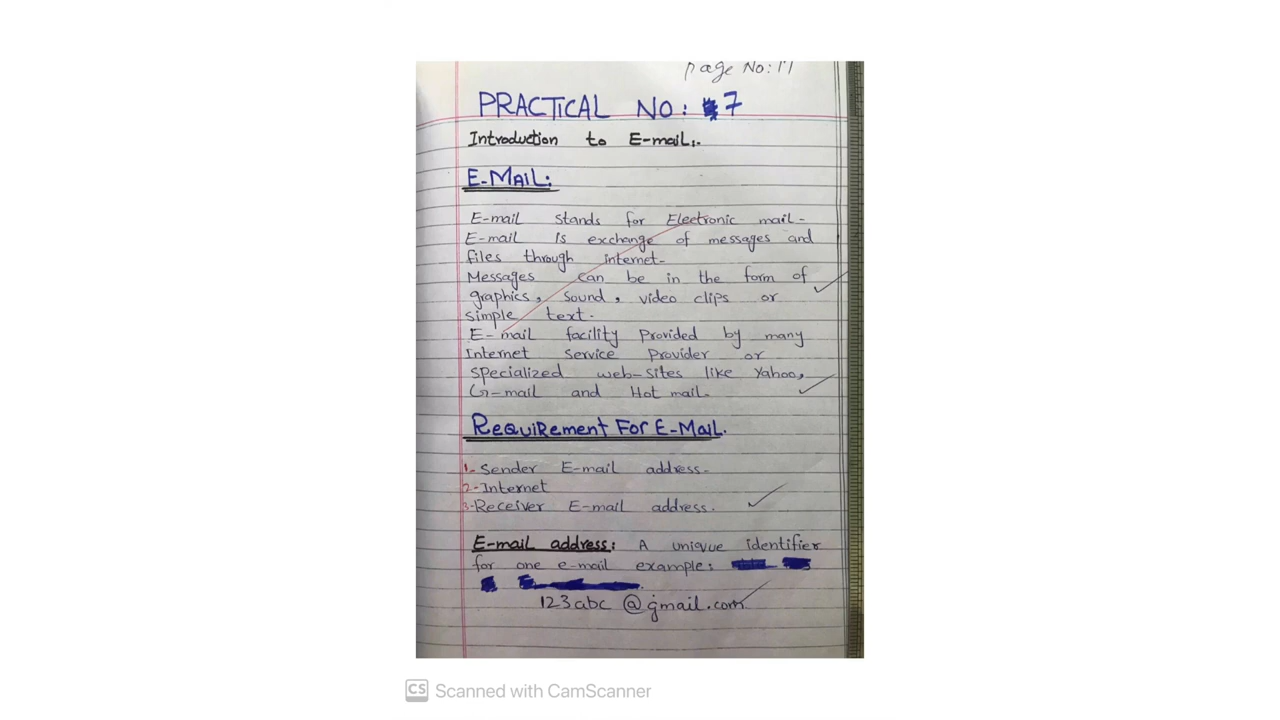 Page No: 17
PRACTICAL NO: 7
Introduction to E-mail:-
E-MAIL:
E-mail stands for Electronic mail-
E-mail Is exchange of messages and
files through internet-
Messages can be in the form of
graphics, sound, video clips or
simple text.
E-mail facility Provided by many
Internet Service Provider or
specialized web-sites like Yahoo,
G-mail and Hot mail-
REQUIREMENT FOR E-MAIL.
1-Sender E-mail address-
2-Internet
3-Receiver E-mail address.
E-mail address: A uniqvue identifier
for one e-mail example:
123abc @gmail.com
CS Scanned with CamScanner